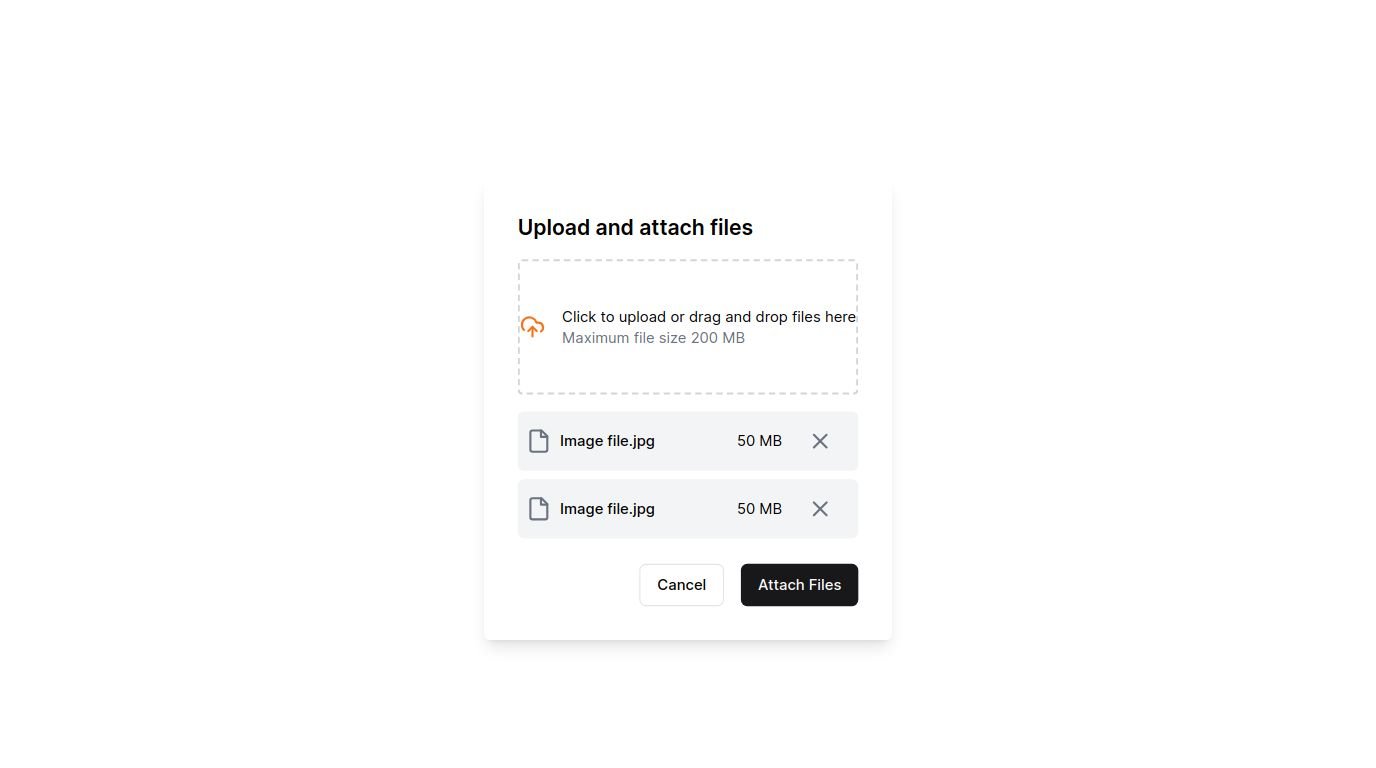 Upload and attach files
Click to upload or drag and drop files here
Maximum file size 200 MB
Image file.jpg 50 MB
Image file.jpg 50 MB
Cancel Attach Files